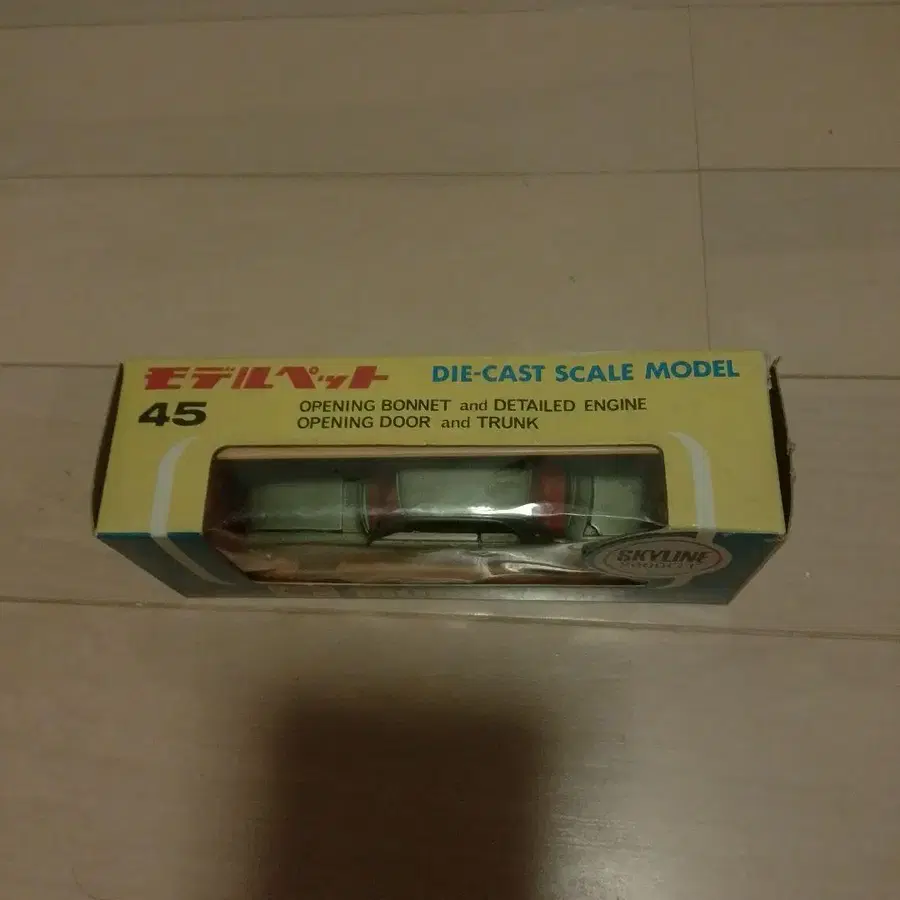 モデルペット
DIE-CAST SCALE MODEL
45
OPENING BONNET and DETAILED ENGINE
OPENING DOOR and TRUNK
SKYLINE
2000GT